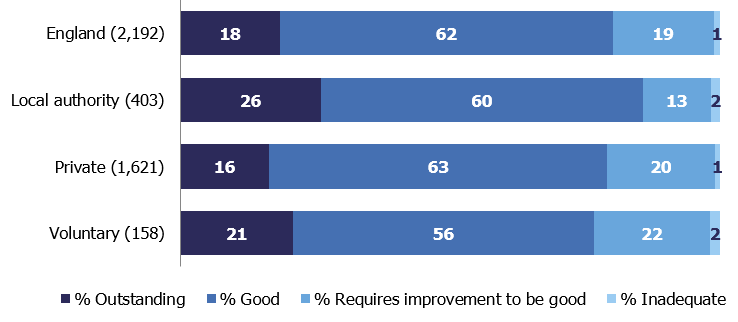 England (2,192) 18 62 19 1
Local authority (403) 26 60 13 2
Private (1,621) 16 63 20 1
Voluntary (158) 21 56 22 2
% Outstanding % Good % Requires improvement to be good % Inadequate